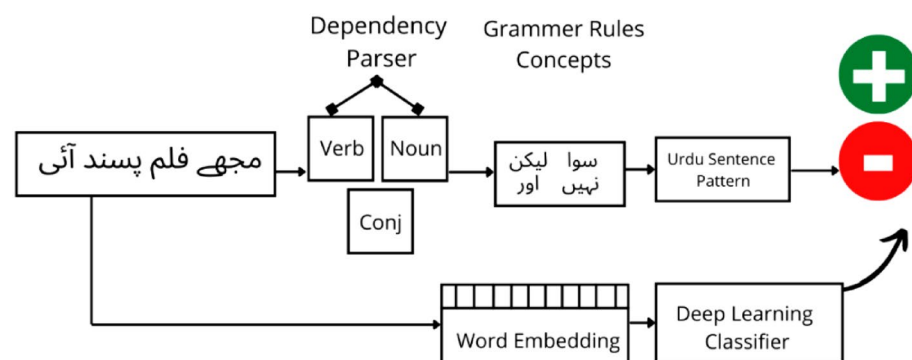 Dependency
Parser
Grammer Rules
Concepts
مجھے فلم پسند آئی
Verb
Noun
Conj
سوا لیکن
نہیں اور
Urdu Sentence
Pattern
Word Embedding
Deep Learning
Classifier